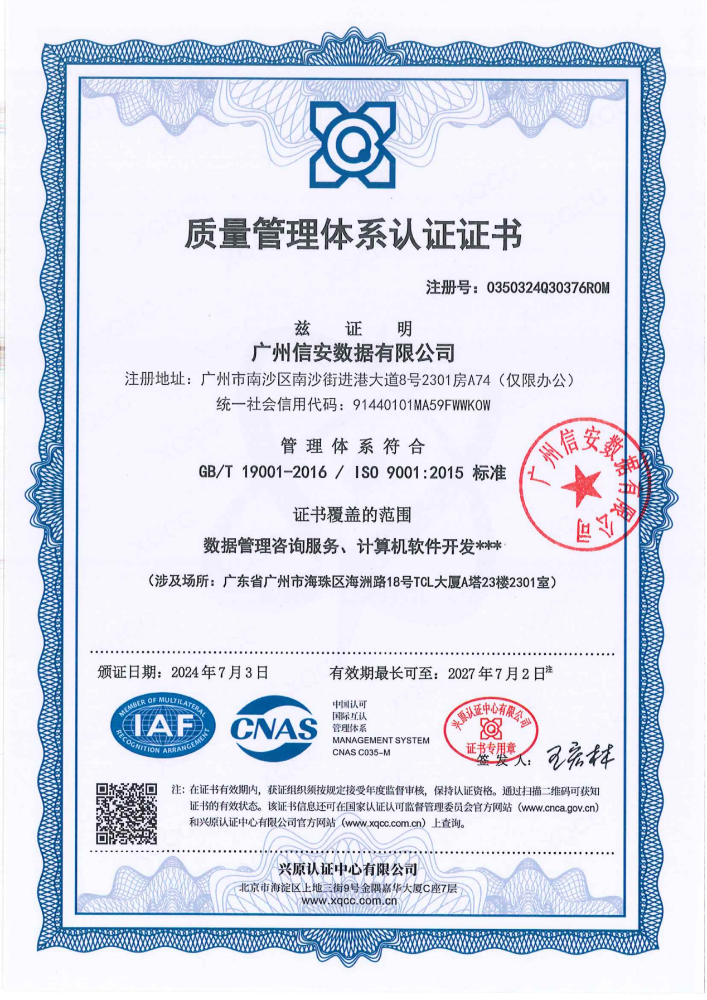 质量管理体系认证证书
注册号：0350324Q30376R0M
兹 证 明
广州信安数据有限公司
注册地址：广州市南沙区南沙街进港大道8号2301房A74（仅限办公）
统一社会信用代码：91440101MA59FWWK0W
管 理 体 系 符 合
GB/T 19001-2016 / ISO 9001:2015 标准
广州信安数据有限公司
证书覆盖的范围
数据管理咨询服务、计算机软件开发***
（涉及场所：广东省广州市海珠区海洲路18号TCL大厦A塔23楼2301室）
颁证日期：2024年7月3日
有效期最长可至：2027年7月2日注
MEMBER OF MULTILATERAL
IAF
RECOGNITION ARRANGEMENT
CNAS
中国认可
国际互认
管理体系
MANAGEMENT SYSTEM
CNAS C035-M
兴原认证中心有限公司
证书专用章
签 发 人：
王宏林
注：在证书有效期内，获证组织须按规定接受年度监督审核，保持认证资格。通过扫描二维码可获知
证书的有效状态。该证书信息还可在国家认证认可监督管理委员会官方网站（www.cnca.gov.cn）
和兴原认证中心有限公司官方网站（www.xqcc.com.cn）上查询。
兴原认证中心有限公司
北京市海淀区上地三街9号金隅嘉华大厦C座7层
www.xqcc.com.cn